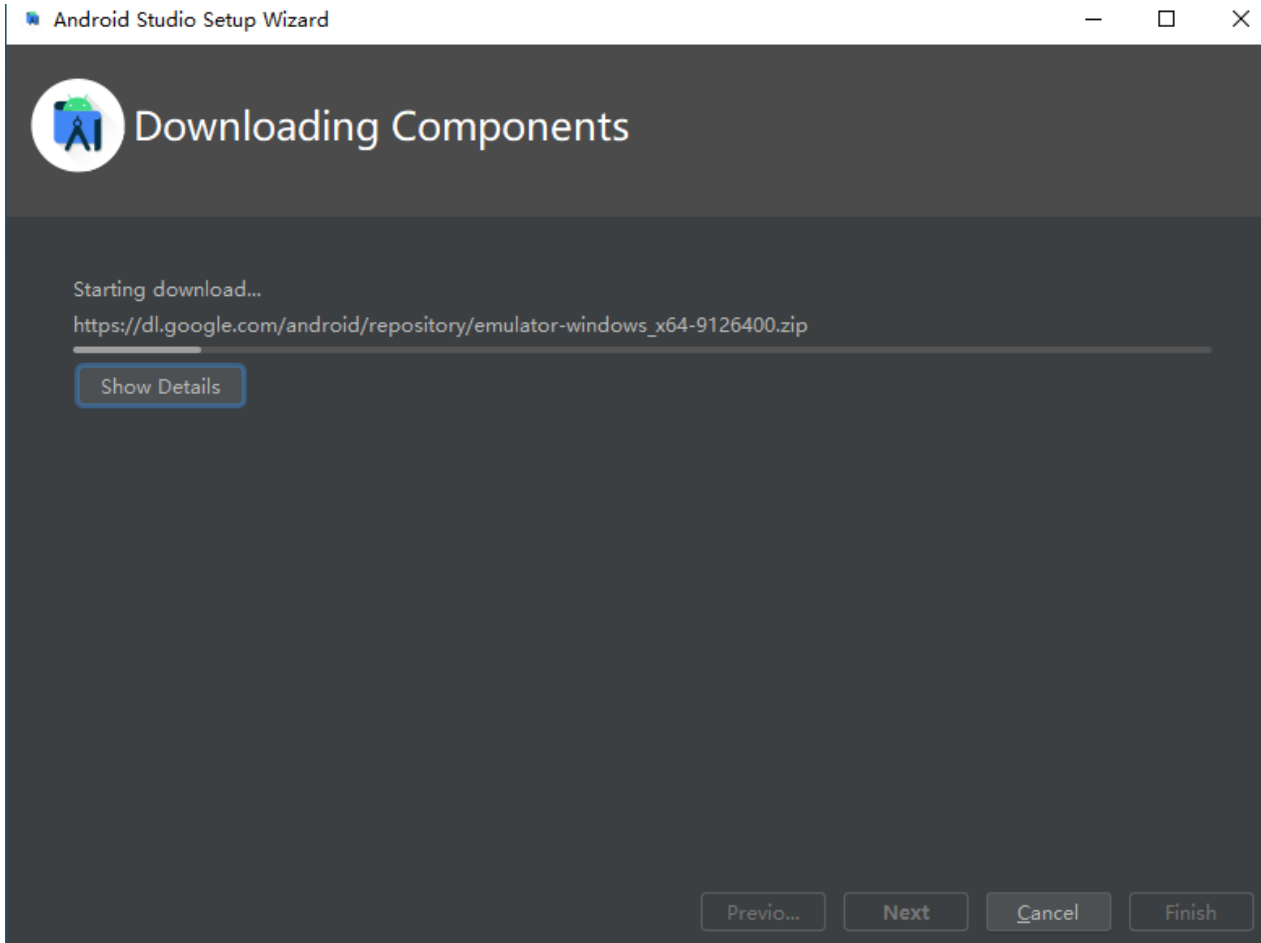 Android Studio Setup Wizard
Downloading Components
Starting download...
https://dl.google.com/android/repository/emulator-windows_x64-9126400.zip
Show Details
Previo... Next Cancel Finish